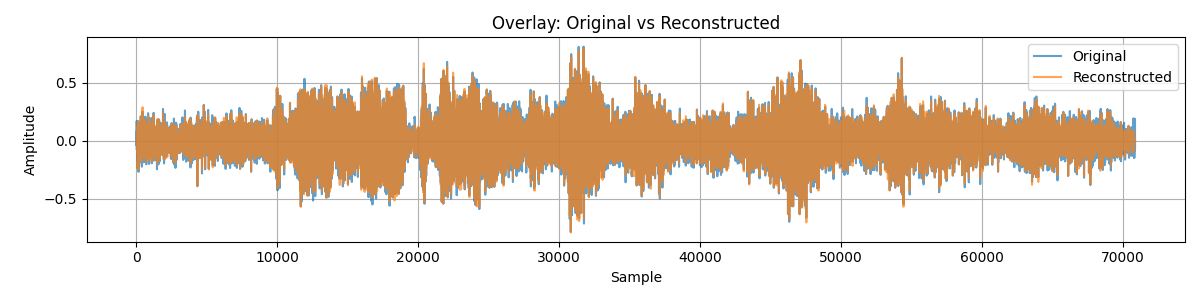 Overlay: Original vs Reconstructed
Original
Reconstructed
Amplitude
0.5
0.0
−0.5
0 10000 20000 30000 40000 50000 60000 70000
Sample